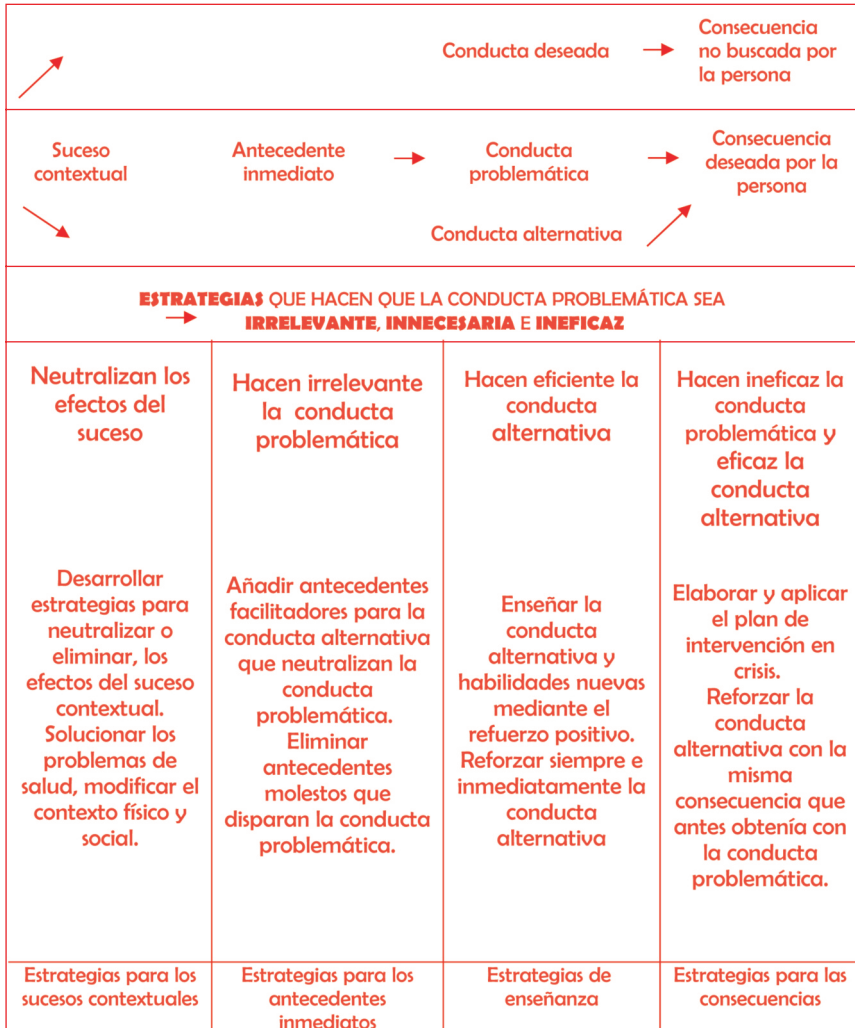 Conducta deseada
Consecuencia
no buscada por
la persona
Suceso
contextual
Antecedente
inmediato
Conducta
problemática
Consecuencia
deseada por la
persona
Conducta alternativa
ESTRATEGIAS QUE HACEN QUE LA CONDUCTA PROBLEMÁTICA SEA
IRRELEVANTE, INNECESARIA E INEFICAZ
Neutralizan los
efectos del
suceso
Hacen irrelevante
la conducta
problemática
Hacen eficiente la
conducta
alternativa
Hacen ineficaz la
conducta
problemática y
eficaz la
conducta
alternativa
Desarrollar
estrategias para
neutralizar o
eliminar, los
efectos del suceso
contextual.
Solucionar los
problemas de
salud, modificar el
contexto físico y
social.
Añadir antecedentes
facilitadores para la
conducta alternativa
que neutralizan la
conducta
problemática.
Eliminar
antecedentes
molestos que
disparan la conducta
problemática.
Enseñar la
conducta
alternativa y
habilidades nuevas
mediante el
refuerzo positivo.
Reforzar siempre e
inmediatamente la
conducta
alternativa
Elaborar y aplicar
el plan de
intervención en
crisis.
Reforzar la
conducta
alternativa con la
misma
consecuencia que
antes obtenía con
la conducta
problemática.
Estrategias para los
sucesos contextuales
Estrategias para los
antecedentes
inmediatos
Estrategias de
enseñanza
Estrategias para las
consecuencias